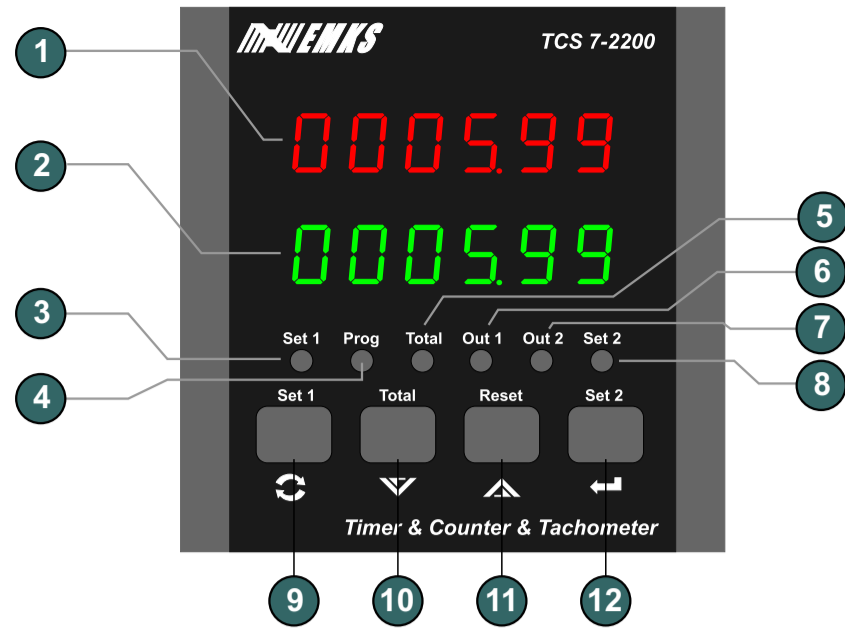 EMKS
TCS 7-2200
1
0005.99
2
0005.99
5
6
3
Set 1 Prog Total Out 1 Out 2 Set 2
7
4
8
Set 1 Total Reset Set 2
Timer & Counter & Tachometer
9 10 11 12